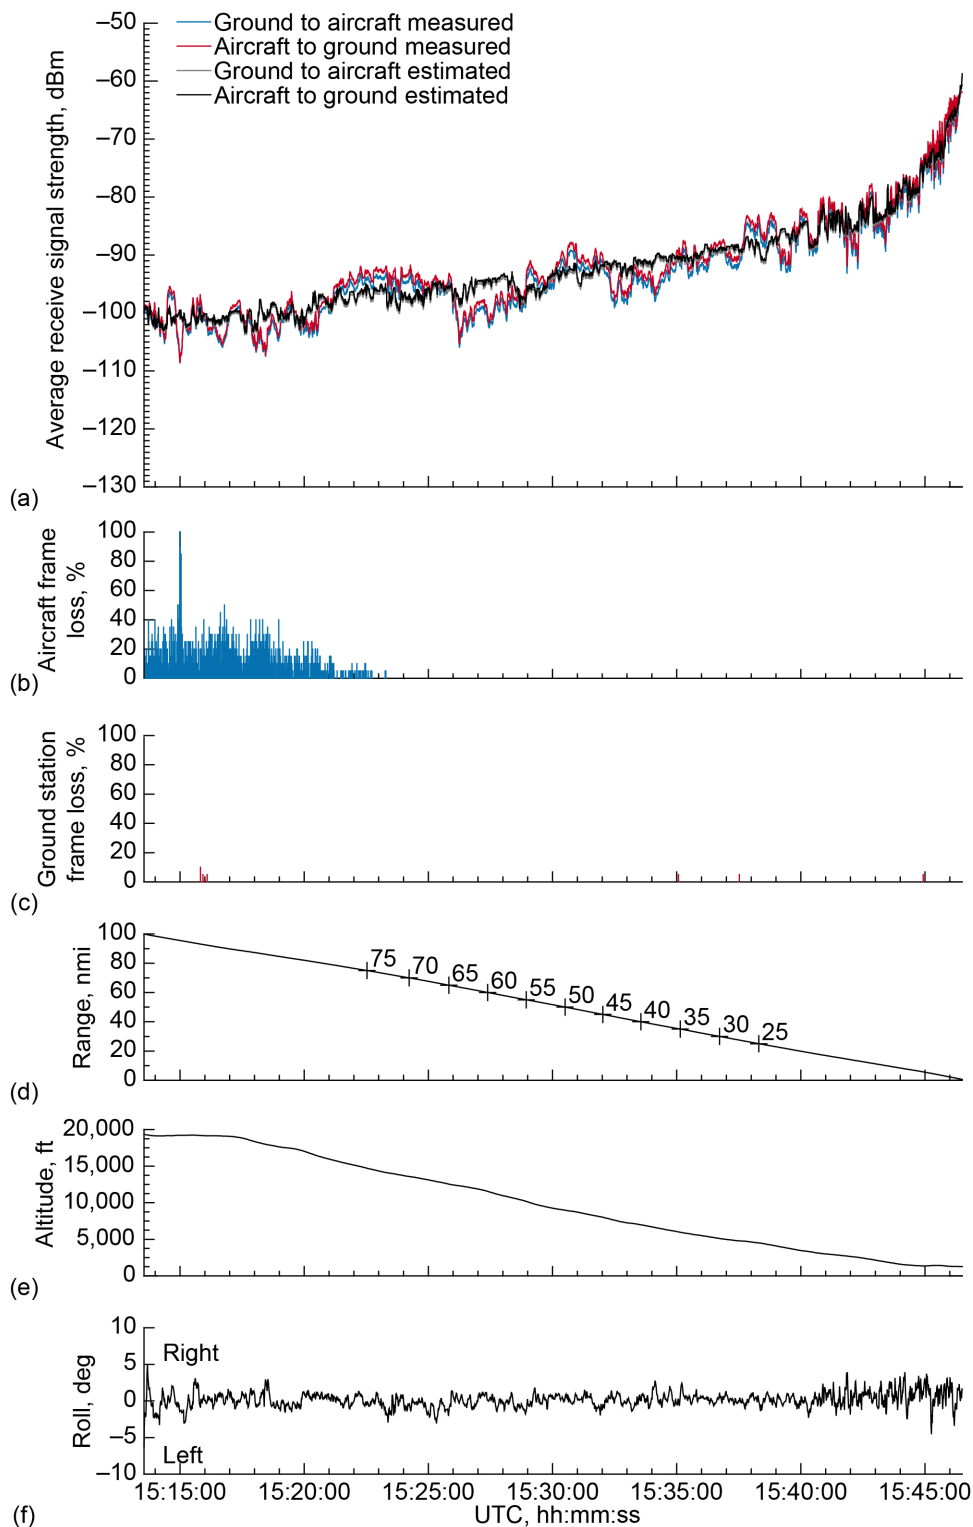 Ground to aircraft measured
Aircraft to ground measured
Ground to aircraft estimated
Aircraft to ground estimated
Average receive signal strength, dBm
–50
–60
–70
–80
–90
–100
–110
–120
–130
(a)
Aircraft frame
loss, %
100
80
60
40
20
0
(b)
Ground station
frame loss, %
100
80
60
40
20
0
(c)
Range, nmi
100
80
60
40
20
0
75 70 65 60 55 50 45 40 35 30 25
(d)
Altitude, ft
20,000
15,000
10,000
5,000
0
(e)
Roll, deg
10
5
0
–5
–10
Right
Left
15:15:00 15:20:00 15:25:00 15:30:00 15:35:00 15:40:00 15:45:00
UTC, hh:mm:ss
(f)